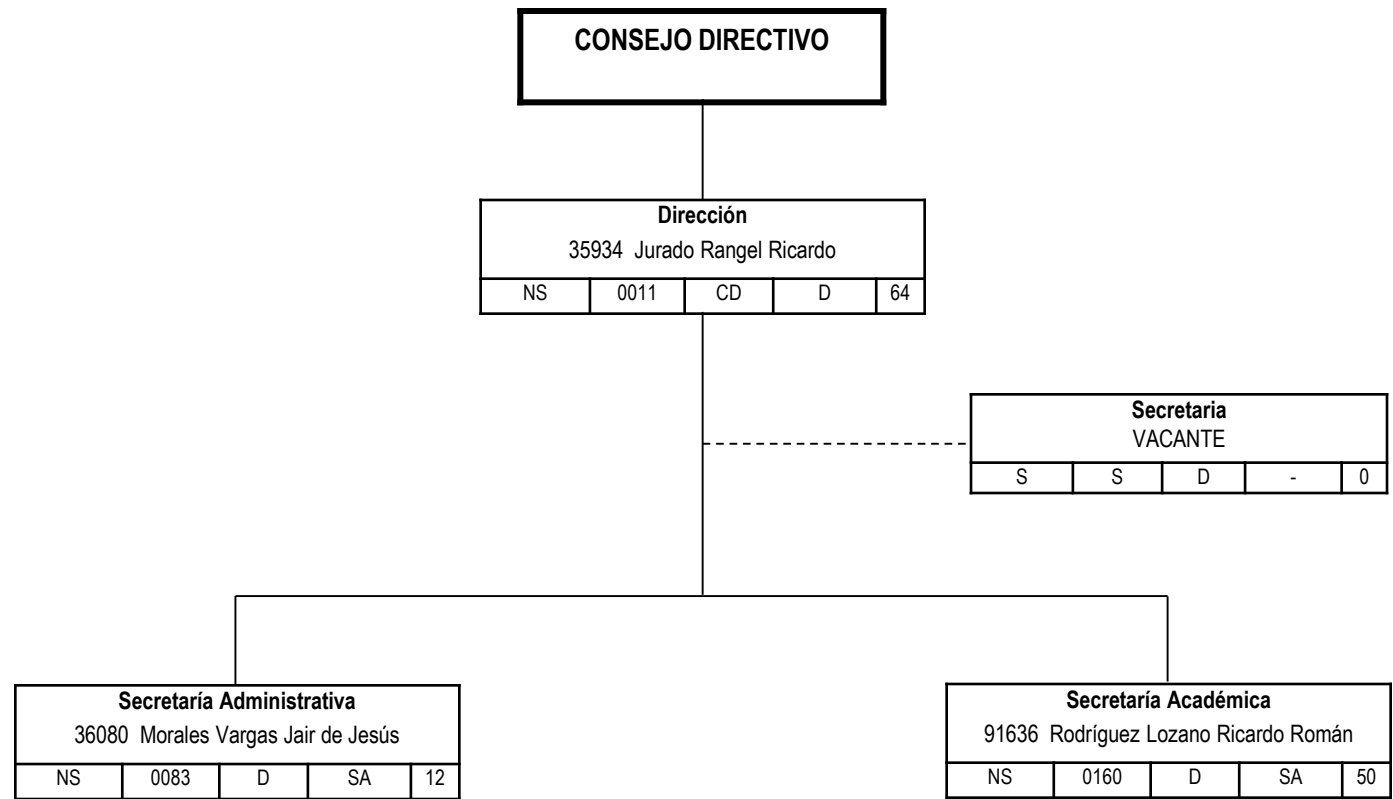 CONSEJO DIRECTIVO
Dirección
35934 Jurado Rangel Ricardo
NS 0011 CD D 64
Secretaria
VACANTE
S S D - 0
Secretaría Administrativa
36080 Morales Vargas Jair de Jesús
NS 0083 D SA 12
Secretaría Académica
91636 Rodríguez Lozano Ricardo Román
NS 0160 D SA 50